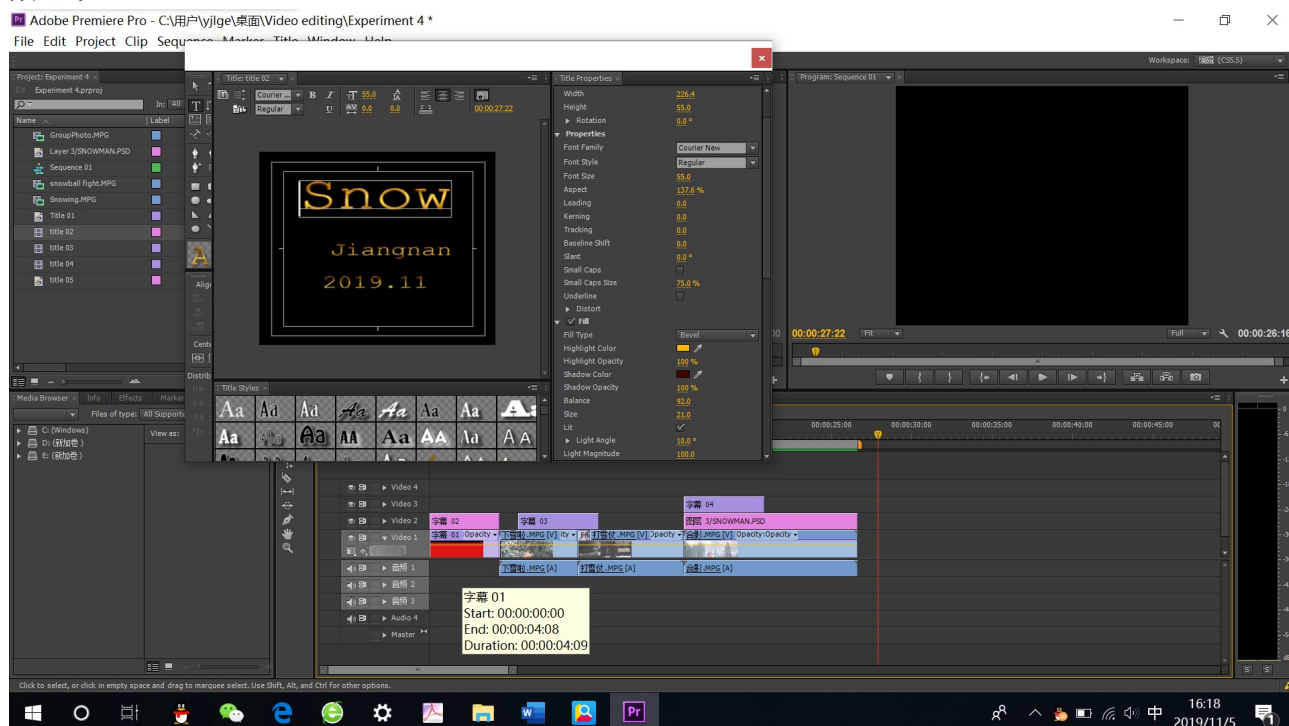 Adobe Premiere Pro - C:\用户\yjlge\桌面\Video editing\Experiment 4 *
File Edit Project Clip Sequence Marker Title Window Help
Workspace: 编辑 (CS5.5)
Project: Experiment 4
Experiment 4.prproj
In: All
Name Label
GroupPhoto.MPG
Layer 3/SNOWMAN.PSD
Sequence 01
snowball fight.MPG
Snowing.MPG
Title 01
title 02
title 03
title 04
title 05
Title: title 02
Courier ... B I T 55.0
Regular U AV 0.0 0.0 00:00:27:22
Snow
Jiangnan
2019.11
Title Styles
Title Properties
Width 226.4
Height 55.0
Rotation 0.0 °
Properties
Font Family Courier New
Font Style Regular
Font Size 55.0
Aspect 137.6 %
Leading 0.0
Kerning 0.0
Tracking 0.0
Baseline Shift 0.0
Slant 0.0 °
Small Caps
Small Caps Size 75.0 %
Underline
Distort
Fill
Fill Type Bevel
Highlight Color
Highlight Opacity 100 %
Shadow Color
Shadow Opacity 100 %
Balance 92.0
Size 21.0
Lit
Light Angle 10.0 °
Light Magnitude 100.0
Program: Sequence 01
00:00:27:22 Fit Full 00:00:26:16
Media Browser Info Effects Marker
Files of type: All Supporte
C: (Windows) View as:
D: (新加卷)
E: (新加卷)
00:00:25:00 00:00:30:00 00:00:35:00 00:00:40:00 00:00:45:00
Video 4
Video 3 字幕 04
Video 2 字幕 02 字幕 03 图层 3/SNOWMAN.PSD
Video 1 字幕 01 :Opacity 下雪啦.MPG [V] ity 打雪仗.MPG [V] Opacity 合影.MPG [V] Opacity:Opacity
音频 1 下雪啦.MPG [A] 打雪仗.MPG [A] 合影.MPG [A]
音频 2
音频 3
Audio 4
Master
字幕 01
Start: 00:00:00:00
End: 00:00:04:08
Duration: 00:00:04:09
Click to select, or click in empty space and drag to marquee select. Use Shift, Alt, and Ctrl for other options.
中 16:18
2019/11/5